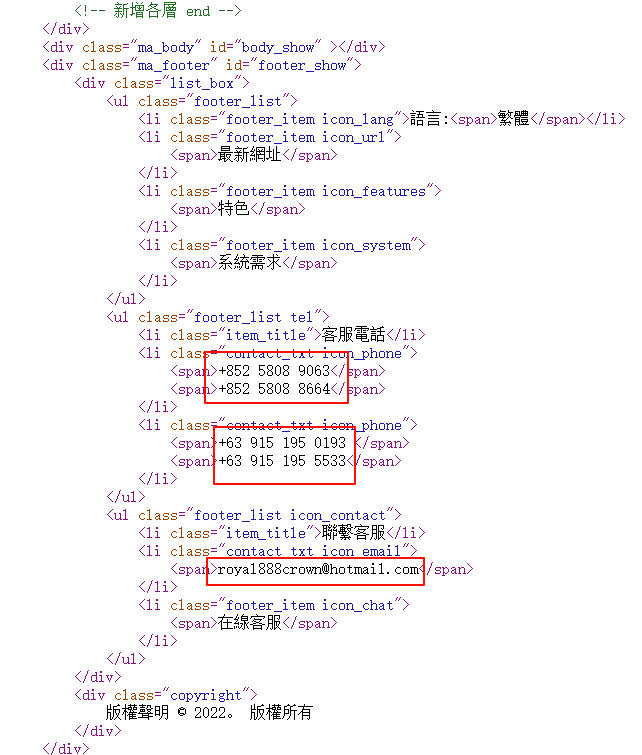 <!-- 新增各層 end -->
</div>
<div class="ma_body" id="body_show" ></div>
<div class="ma_footer" id="footer_show">
<div class="list_box">
<ul class="footer_list">
<li class="footer_item icon_lang">語言:<span>繁體</span></li>
<li class="footer_item icon_url">
<span>最新網址</span>
</li>
<li class="footer_item icon_features">
<span>特色</span>
</li>
<li class="footer_item icon_system">
<span>系統需求</span>
</li>
</ul>
<ul class="footer_list tel">
<li class="item_title">客服電話</li>
<li class="contact_txt icon_phone">
<span>+852 5808 9063</span>
<span>+852 5808 8664</span>
</li>
<li class="contact_txt icon_phone">
<span>+63 915 195 0193 </span>
<span>+63 915 195 5533</span>
</li>
</ul>
<ul class="footer_list icon_contact">
<li class="item_title">聯繫客服</li>
<li class="contact_txt icon_email">
<span>royal888crown@hotmail.com</span>
</li>
<li class="footer_item icon_chat">
<span>在線客服</span>
</li>
</ul>
</div>
<div class="copyright">
版權聲明 © 2022。 版權所有
</div>
</div>